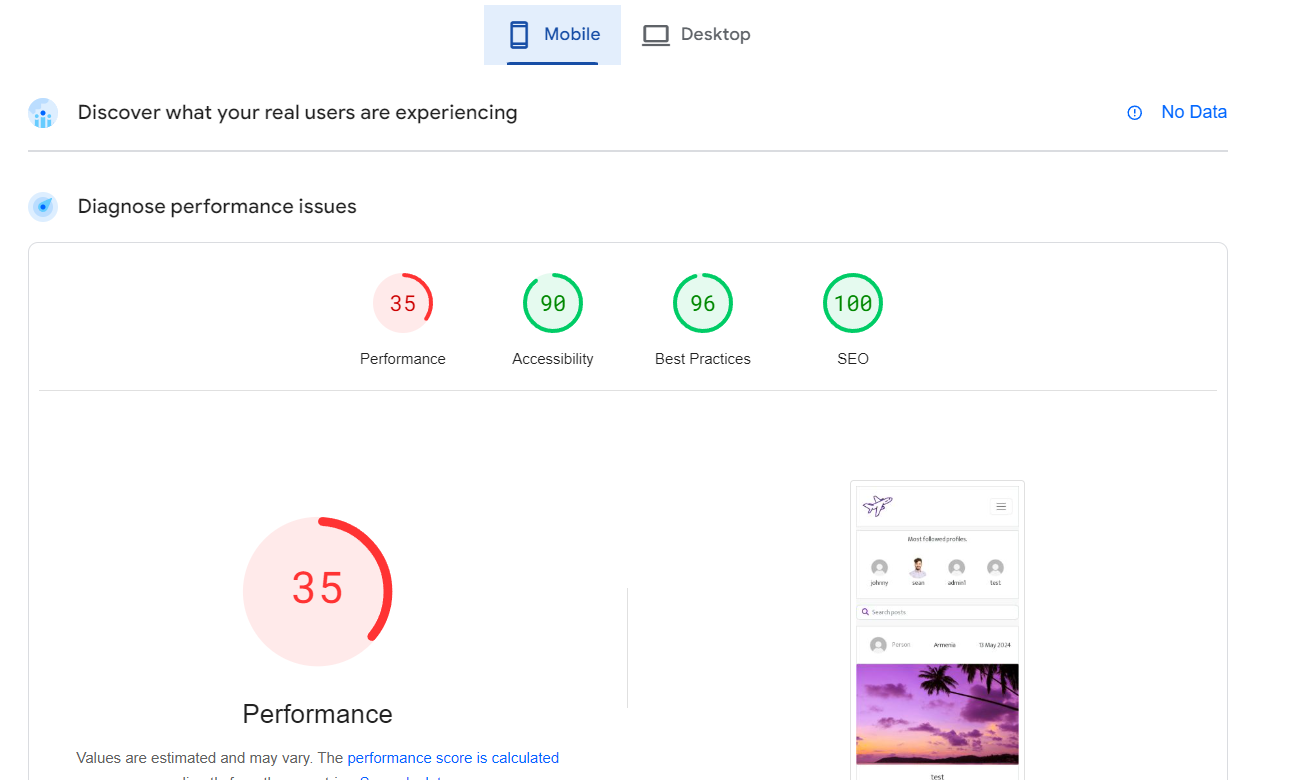 Mobile Desktop
Discover what your real users are experiencing No Data
Diagnose performance issues
35 90 96 100
Performance Accessibility Best Practices SEO
35
Performance
Values are estimated and may vary. The performance score is calculated
Most followed profiles.
johnny sean admin1 test
Search posts
Person Armenia 13 May 2024
test